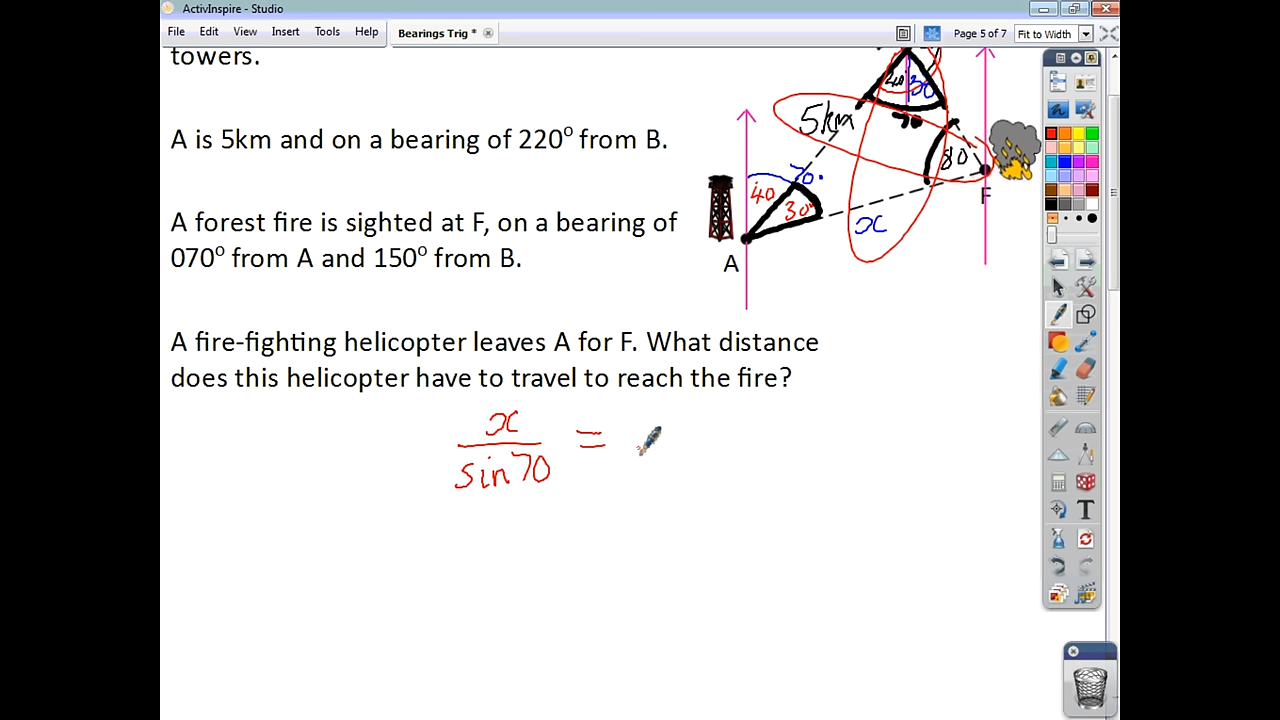 ActivInspire - Studio
File Edit View Insert Tools Help Bearings Trig * Page 5 of 7 Fit to Width
towers.
A is 5km and on a bearing of 220° from B.
A forest fire is sighted at F, on a bearing of
070° from A and 150° from B.
A fire-fighting helicopter leaves A for F. What distance
does this helicopter have to travel to reach the fire?
40 30
5km 70
80
70°
40 30°
F
x
A
x
sin70 =
T